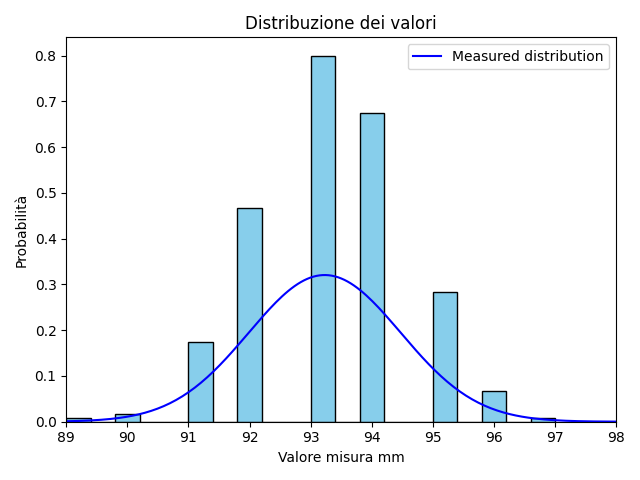 Distribuzione dei valori
Measured distribution
Probabilità
0.8
0.7
0.6
0.5
0.4
0.3
0.2
0.1
0.0
89 90 91 92 93 94 95 96 97 98
Valore misura mm